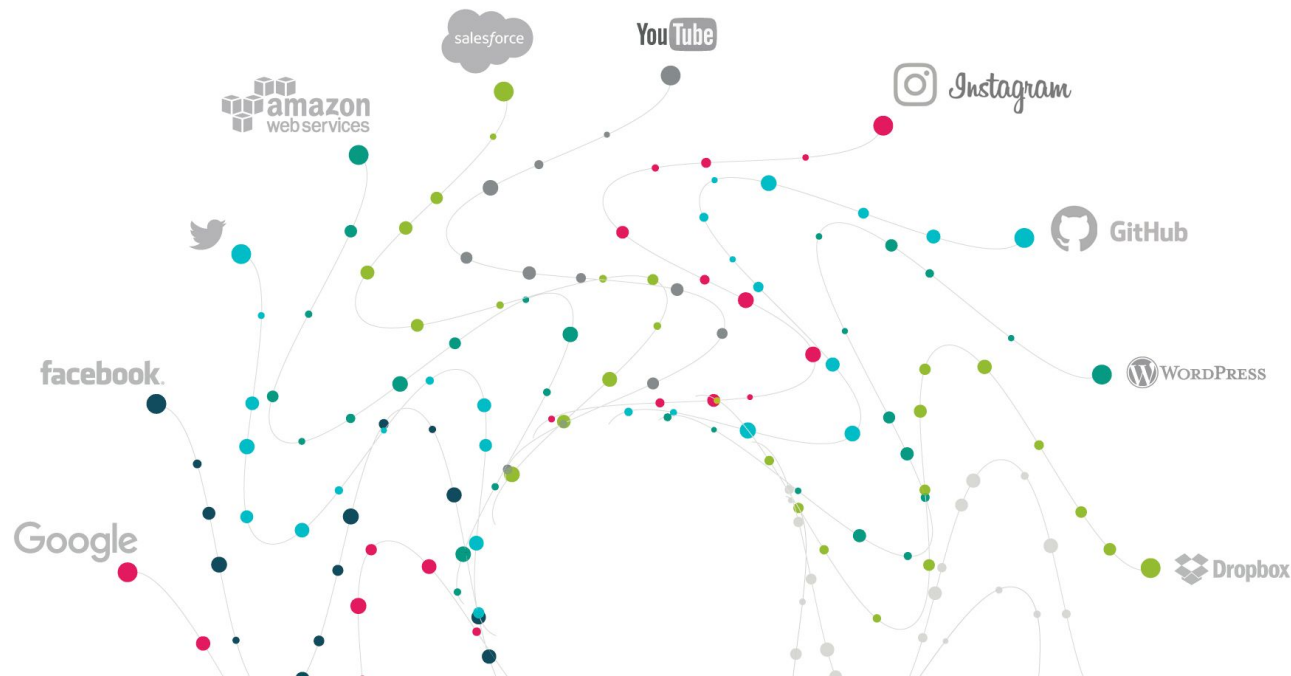 salesforce
YouTube
Instagram
amazon
web services
GitHub
facebook.
WORDPRESS
Google
Dropbox